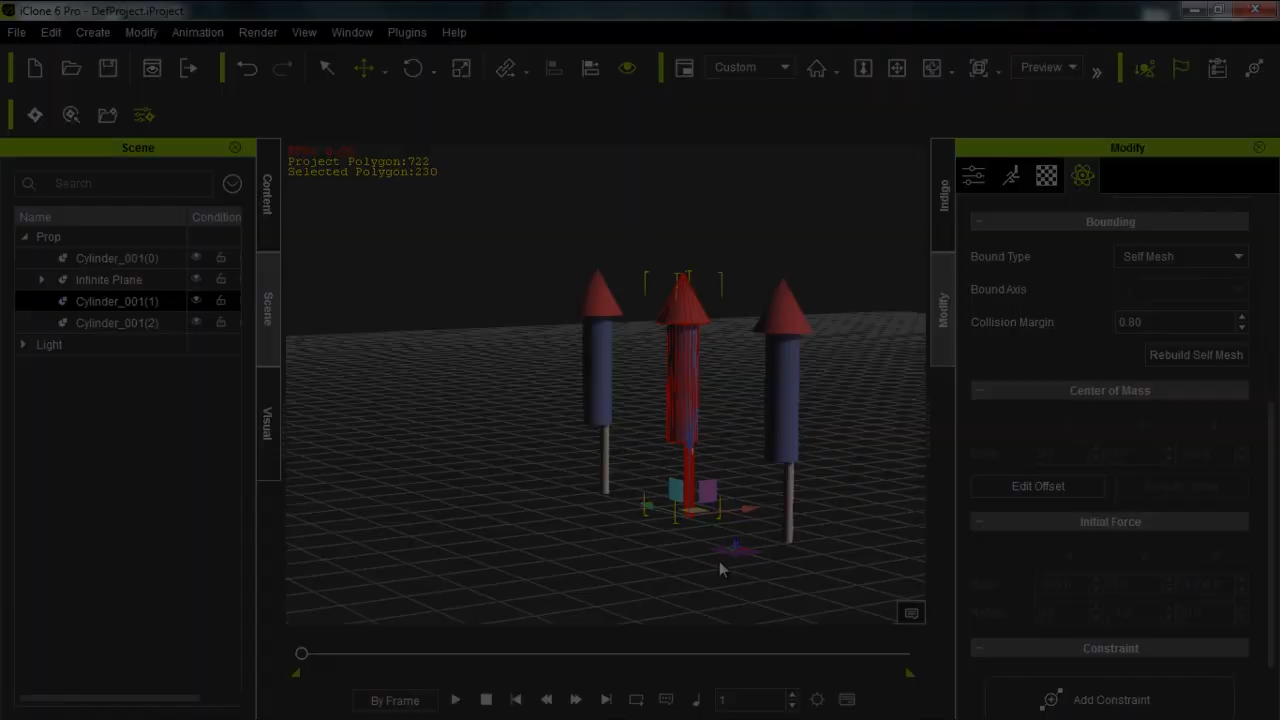 iClone 6 Pro - DefProject.iProject
File Edit Create Modify Animation Render View Window Plugins Help
Custom
Preview
Scene
Search
Name Condition
Prop
Cylinder_001(0)
Infinite Plane
Cylinder_001(1)
Cylinder_001(2)
Light
Content
Scene
Visual
Project Polygon:722
Selected Polygon:230
Indigo
Modify
Modify
Bounding
Bound Type Self Mesh
Bound Axis
Collision Margin 0.80
Rebuild Self Mesh
Center of Mass
Edit Offset
Initial Force
Constraint
Add Constraint
By Frame 1